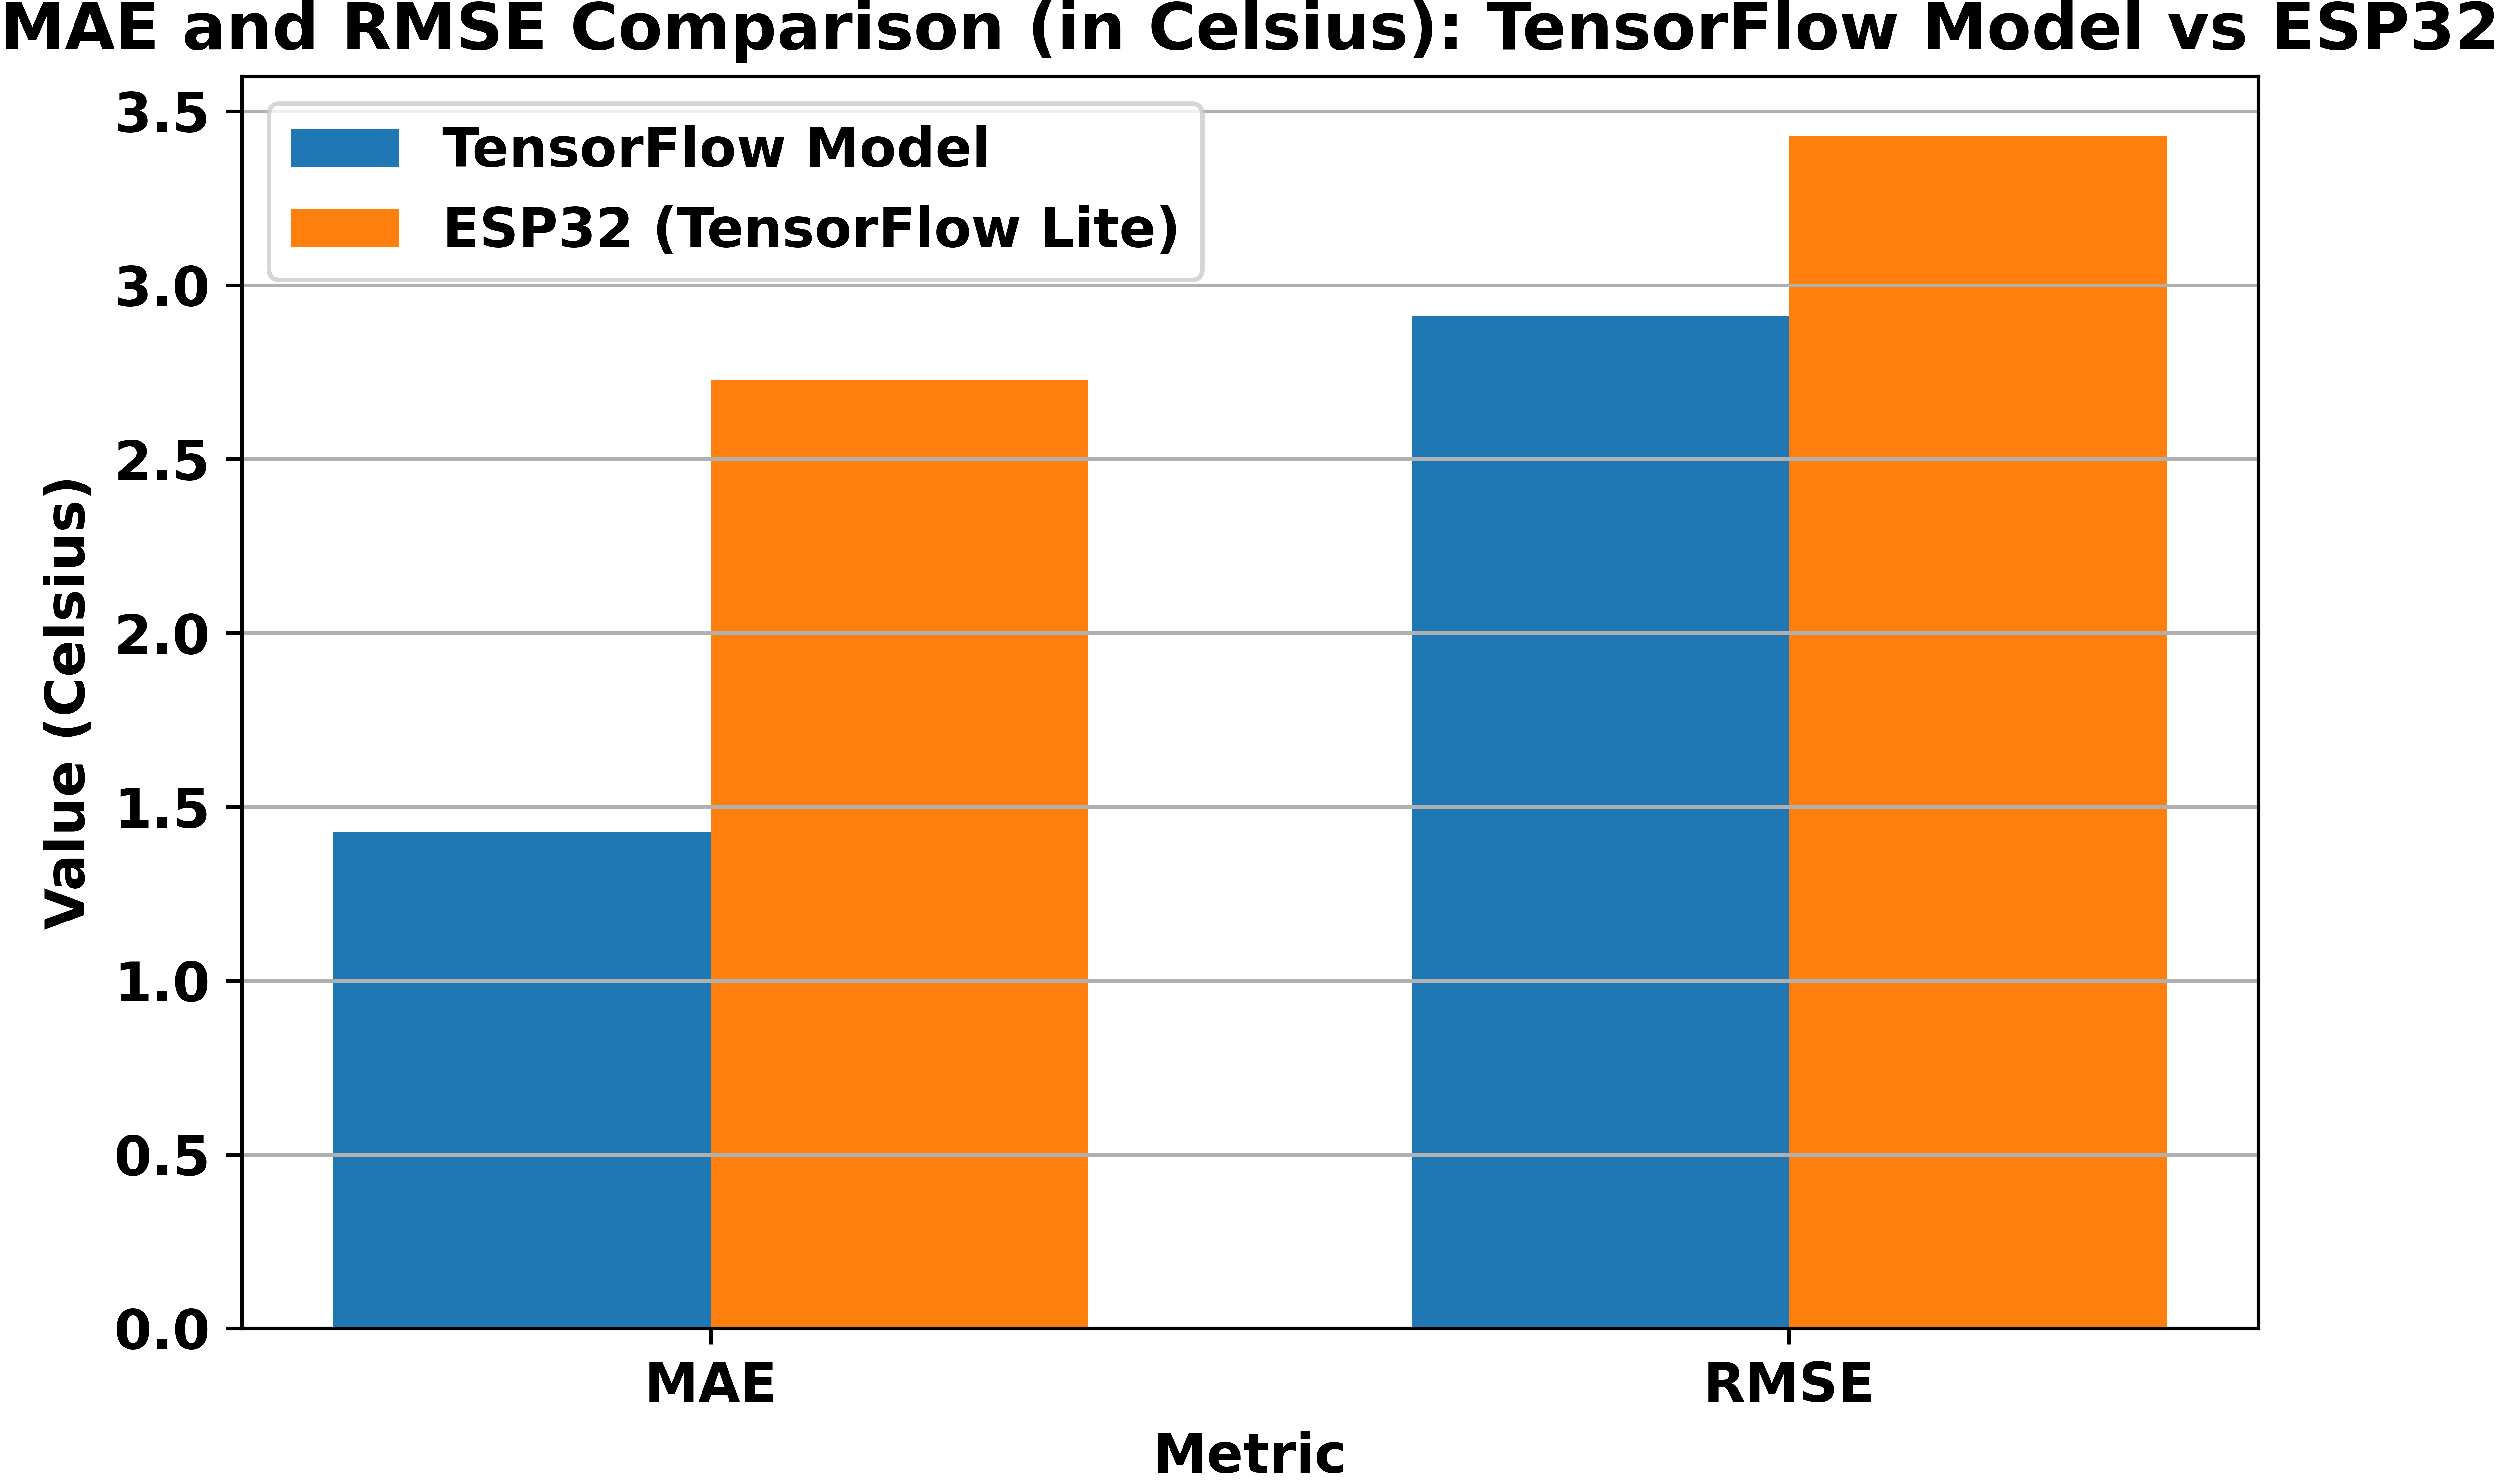 MAE and RMSE Comparison (in Celsius): TensorFlow Model vs ESP32
TensorFlow Model
ESP32 (TensorFlow Lite)
Value (Celsius)
3.5
3.0
2.5
2.0
1.5
1.0
0.5
0.0
MAE
RMSE
Metric